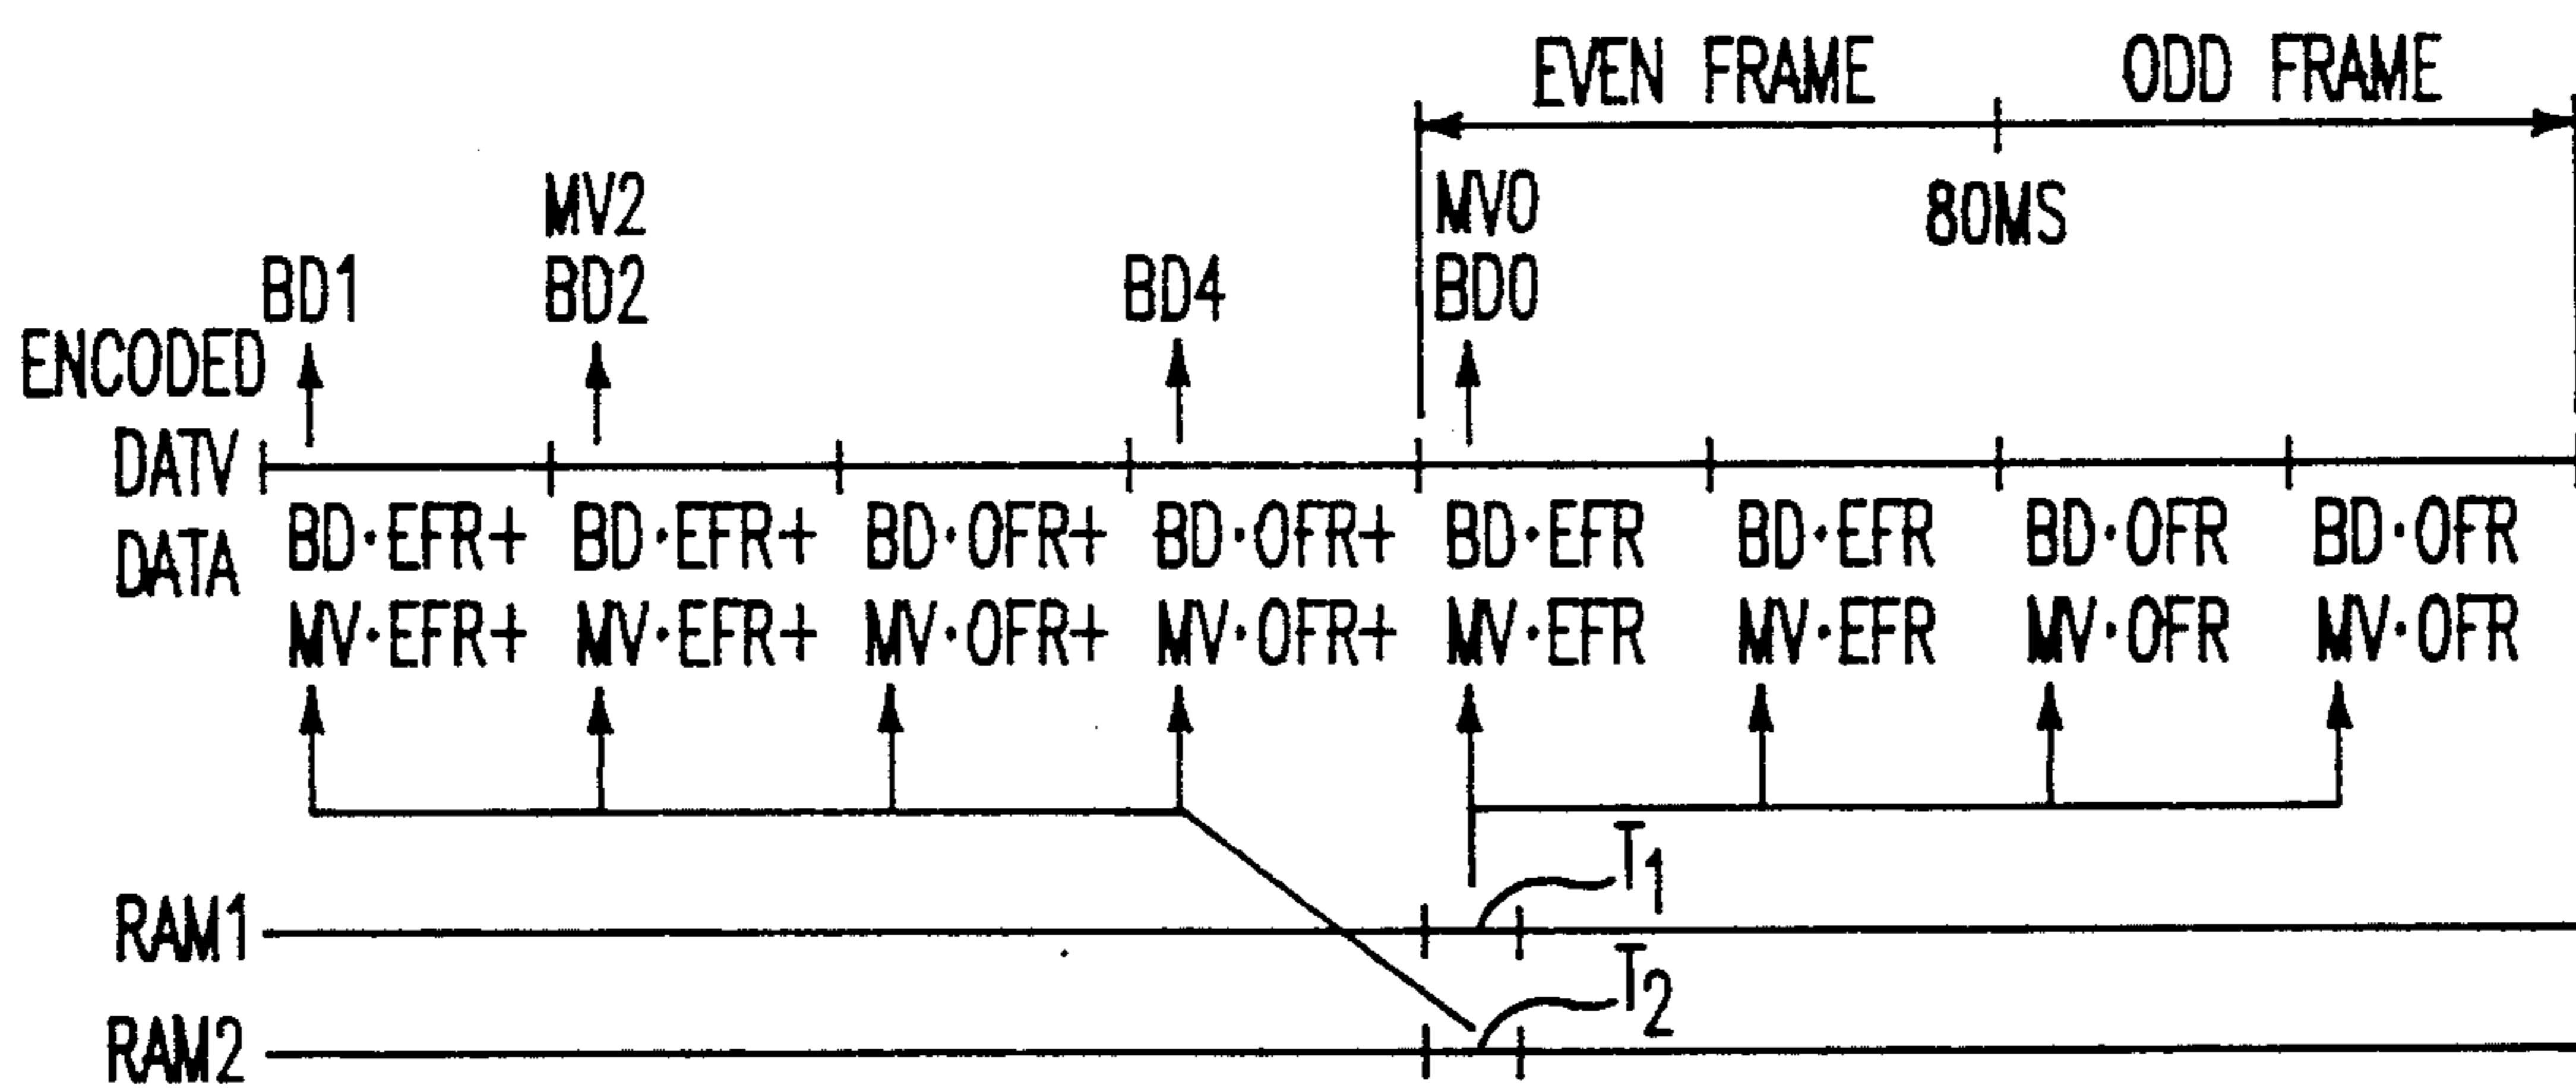 EVEN FRAME ODD FRAME
MV2 MV0 80MS
BD1 BD2 BD4 BD0
ENCODED
DATV
DATA
BD·EFR+ BD·EFR+ BD·OFR+ BD·OFR+ BD·EFR BD·EFR BD·OFR BD·OFR
MV·EFR+ MV·EFR+ MV·OFR+ MV·OFR+ MV·EFR MV·EFR MV·OFR MV·OFR
T1
RAM1
T2
RAM2